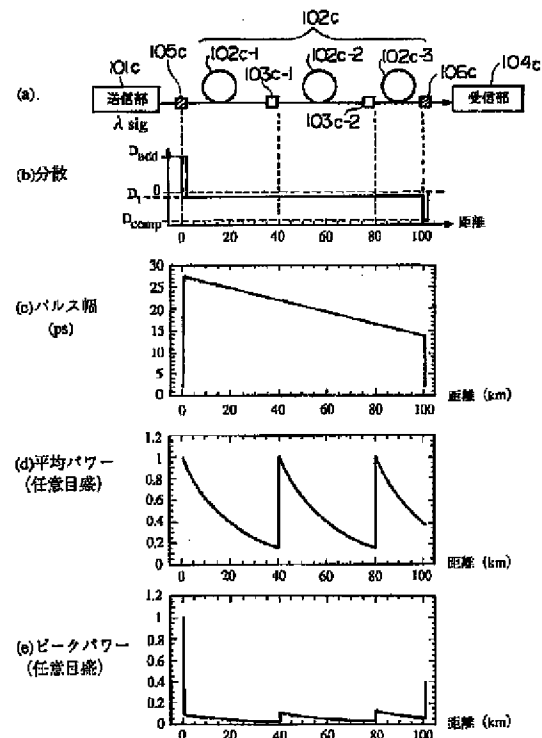 102c
105c
102c-1
102c-2
102c-3
106c
104c
101c
103c-1
(a).
送信部
受信部
λ sig
103c-2
Dadd
(b)分散
0
D1
Dcomp
0 20 40 60 80 100
距離
30
25
(c)パルス幅
20
(ps)
15
10
5
0
0 20 40 60 80 100
距離 (km)
1.2
1
(d)平均パワー
0.8
(任意目盛)
0.6
0.4
0.2
0
0 20 40 60 80 100
距離 (km)
1.2
1
(e)ピークパワー
0.8
(任意目盛)
0.6
0.4
0.2
0
0 20 40 60 80 100
距離 (km)